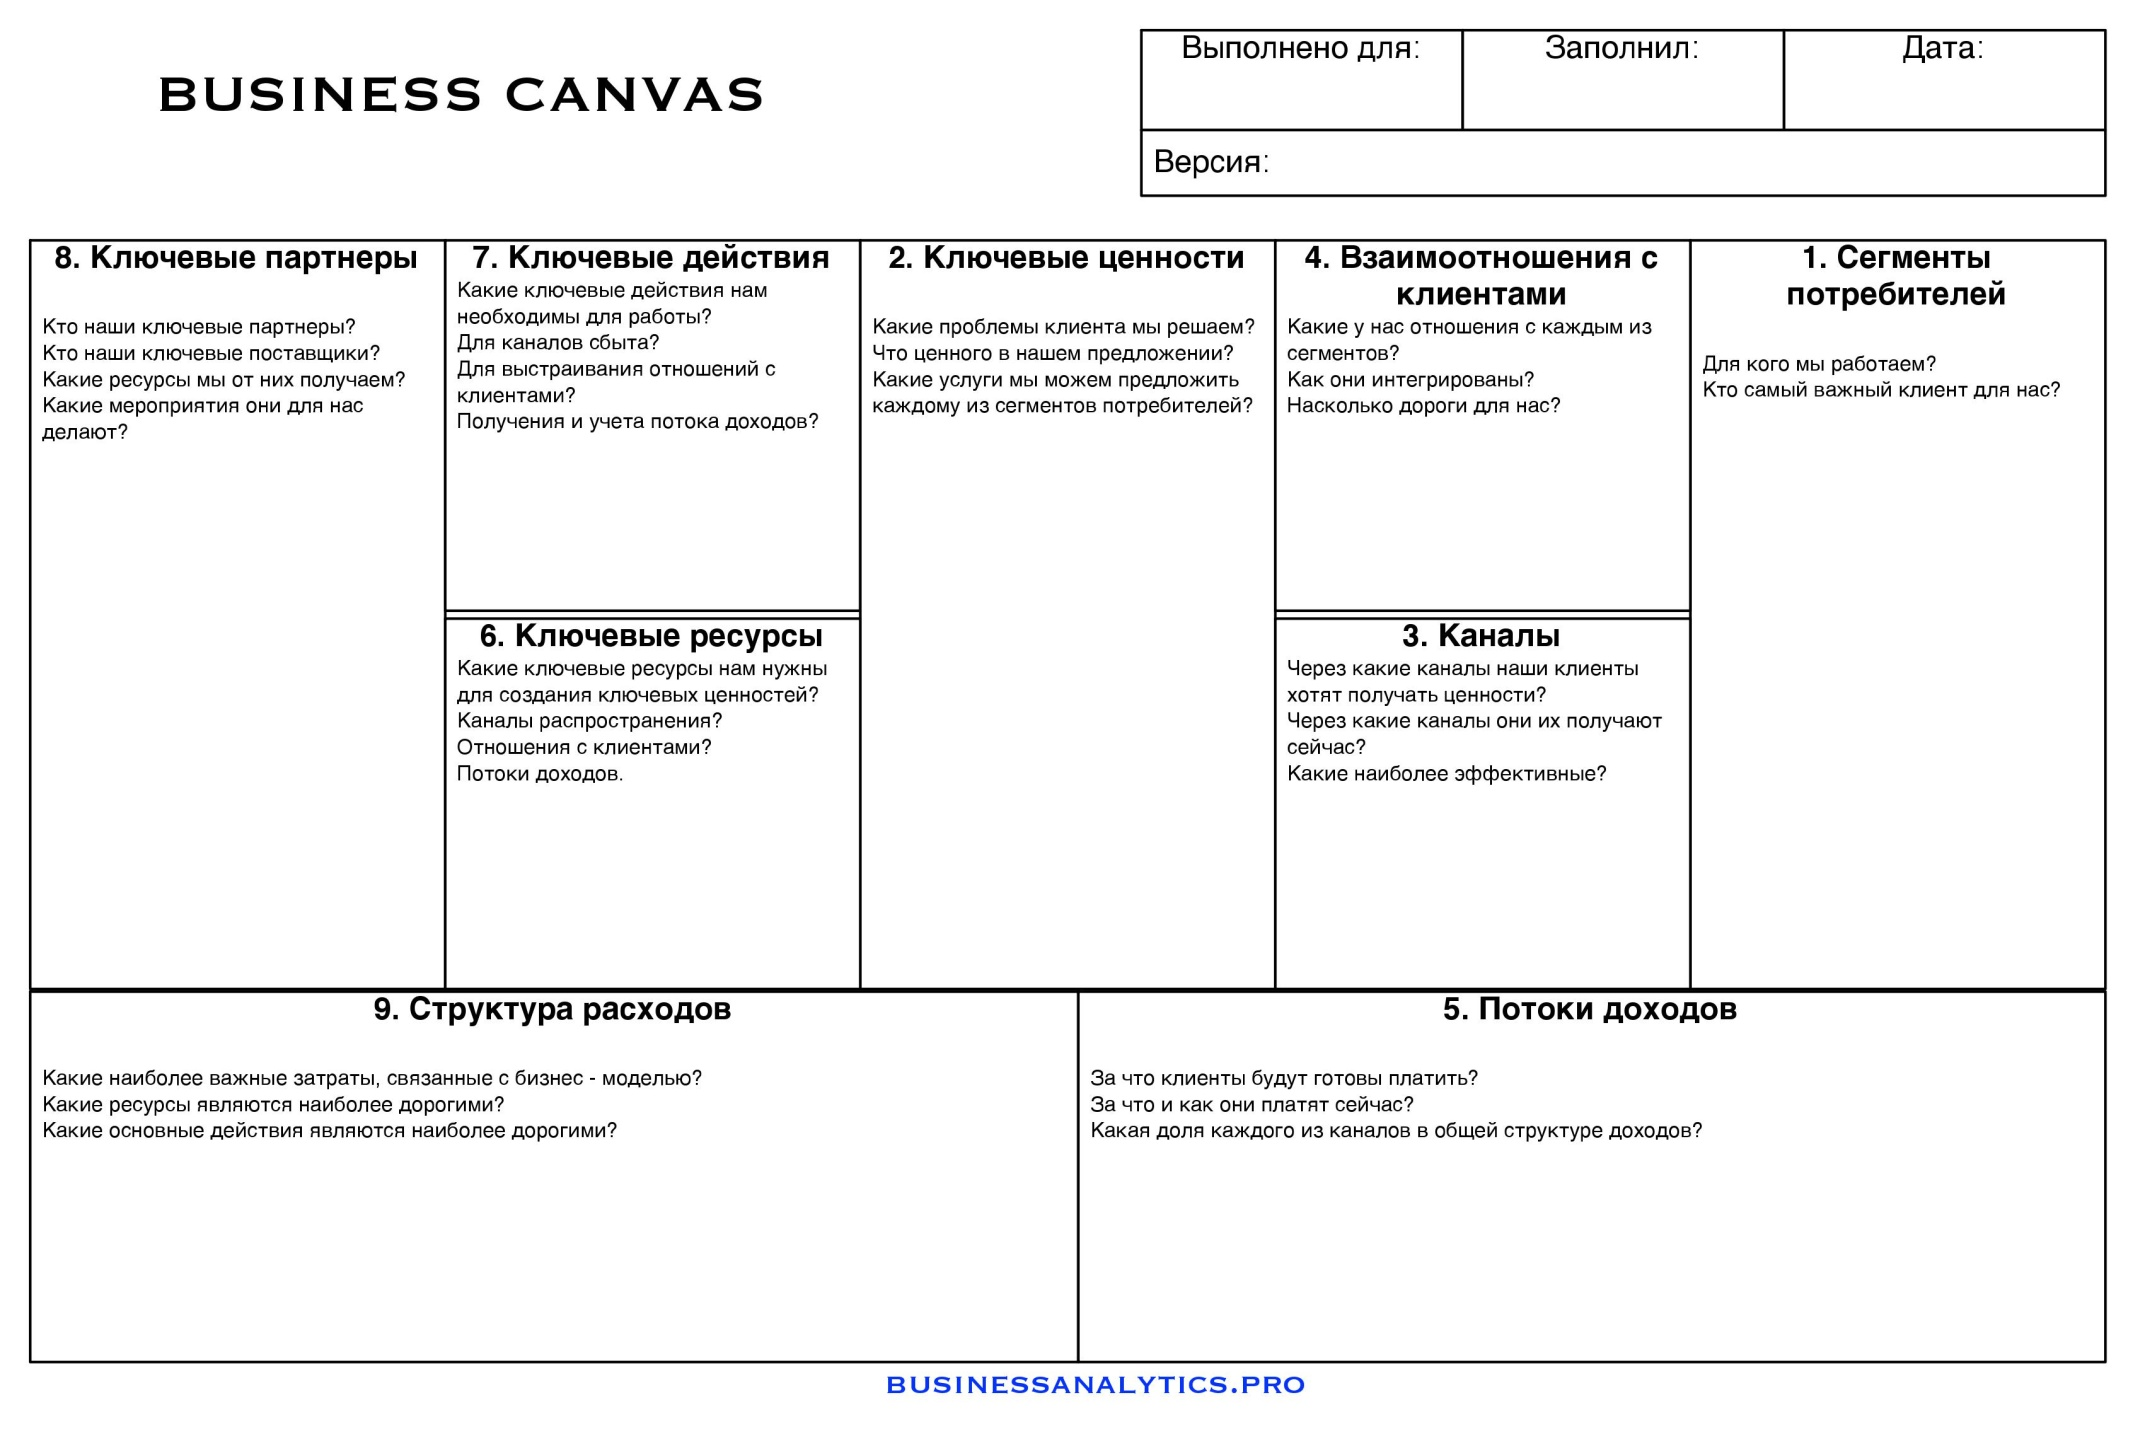 BUSINESS CANVAS
Выполнено для:
Заполнил:
Дата:
Версия:
8. Ключевые партнеры
Кто наши ключевые партнеры?
Кто наши ключевые поставщики?
Какие ресурсы мы от них получаем?
Какие мероприятия они для нас
делают?
7. Ключевые действия
Какие ключевые действия нам
необходимы для работы?
Для каналов сбыта?
Для выстраивания отношений с
клиентами?
Получения и учета потока доходов?
6. Ключевые ресурсы
Какие ключевые ресурсы нам нужны
для создания ключевых ценностей?
Каналы распространения?
Отношения с клиентами?
Потоки доходов.
2. Ключевые ценности
Какие проблемы клиента мы решаем?
Что ценного в нашем предложении?
Какие услуги мы можем предложить
каждому из сегментов потребителей?
4. Взаимоотношения с
клиентами
Какие у нас отношения с каждым из
сегментов?
Как они интегрированы?
Насколько дороги для нас?
3. Каналы
Через какие каналы наши клиенты
хотят получать ценности?
Через какие каналы они их получают
сейчас?
Какие наиболее эффективные?
1. Сегменты
потребителей
Для кого мы работаем?
Кто самый важный клиент для нас?
9. Структура расходов
Какие наиболее важные затраты, связанные с бизнес - моделью?
Какие ресурсы являются наиболее дорогими?
Какие основные действия являются наиболее дорогими?
5. Потоки доходов
За что клиенты будут готовы платить?
За что и как они платят сейчас?
Какая доля каждого из каналов в общей структуре доходов?
BUSINESSANALYTICS.PRO